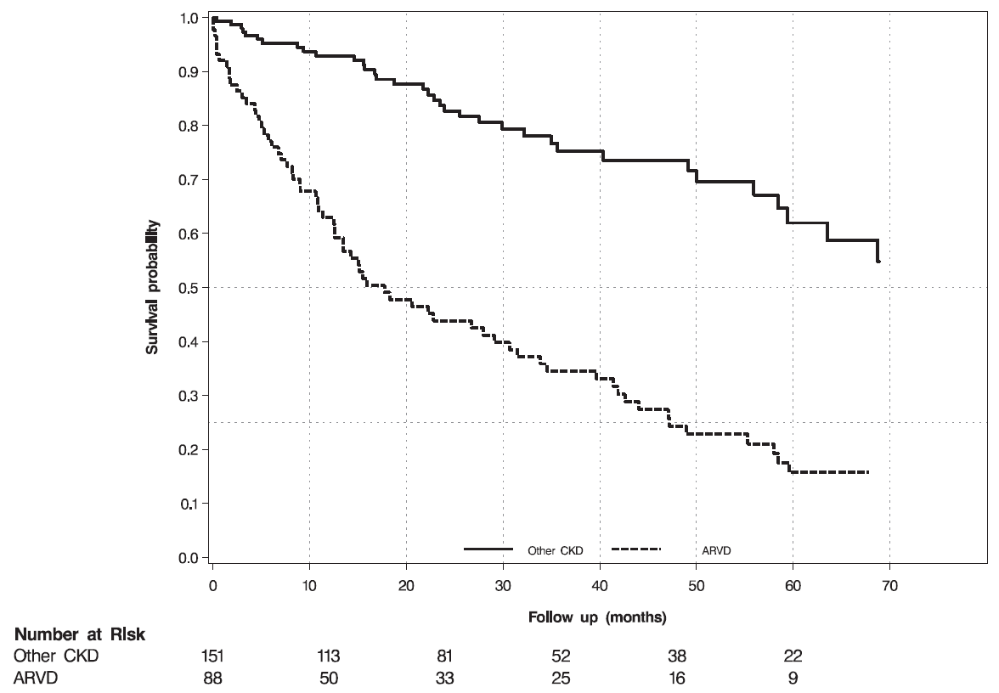 1.0
0.9
0.8
0.7
0.6
0.5
0.4
0.3
0.2
0.1
0.0
Survival probability
Other CKD ARVD
0 10 20 30 40 50 60 70
Follow up (months)
Number at Risk
Other CKD 151 113 81 52 38 22
ARVD 88 50 33 25 16 9